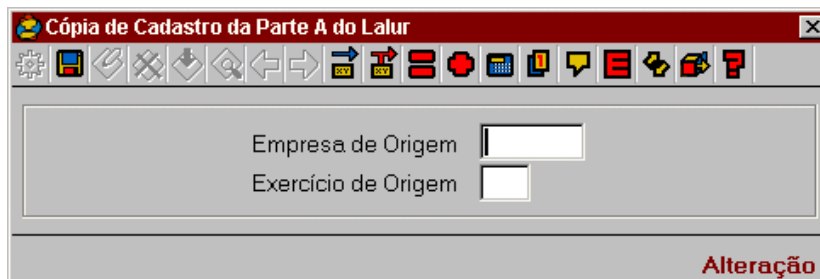 Cópia de Cadastro da Parte A do Lalur
Empresa de Origem
Exercício de Origem
Alteração